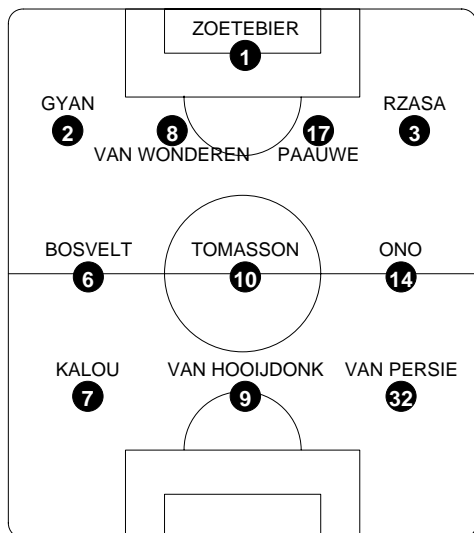 ZOETEBIER
1
GYAN
RZASA
2
8
17
3
VAN WONDEREN
PAAUWE
BOSVELT
TOMASSON
ONO
6
10
14
KALOU
VAN HOOIJDONK
VAN PERSIE
7
9
32